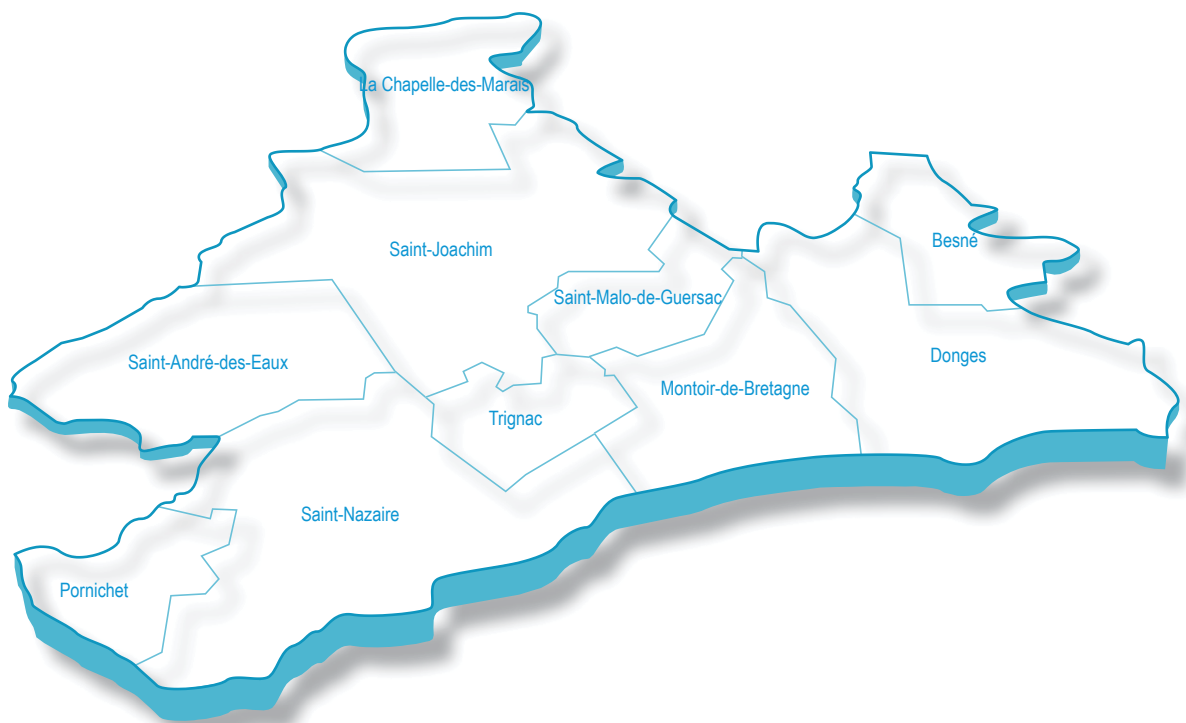 La Chapelle-des-Marais
Saint-Joachim
Besné
Saint-Malo-de-Guersac
Saint-André-des-Eaux
Donges
Montoir-de-Bretagne
Trignac
Saint-Nazaire
Pornichet